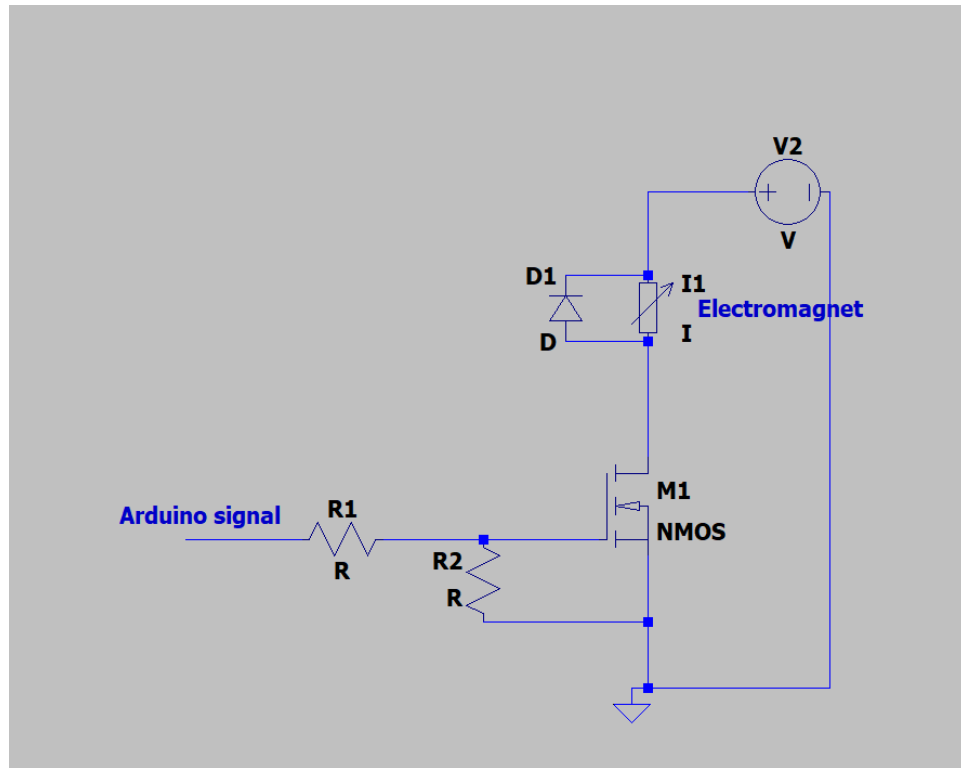 V2
V
D1
I1
Electromagnet
D
I
M1
Arduino signal
R1
NMOS
R2
R
R